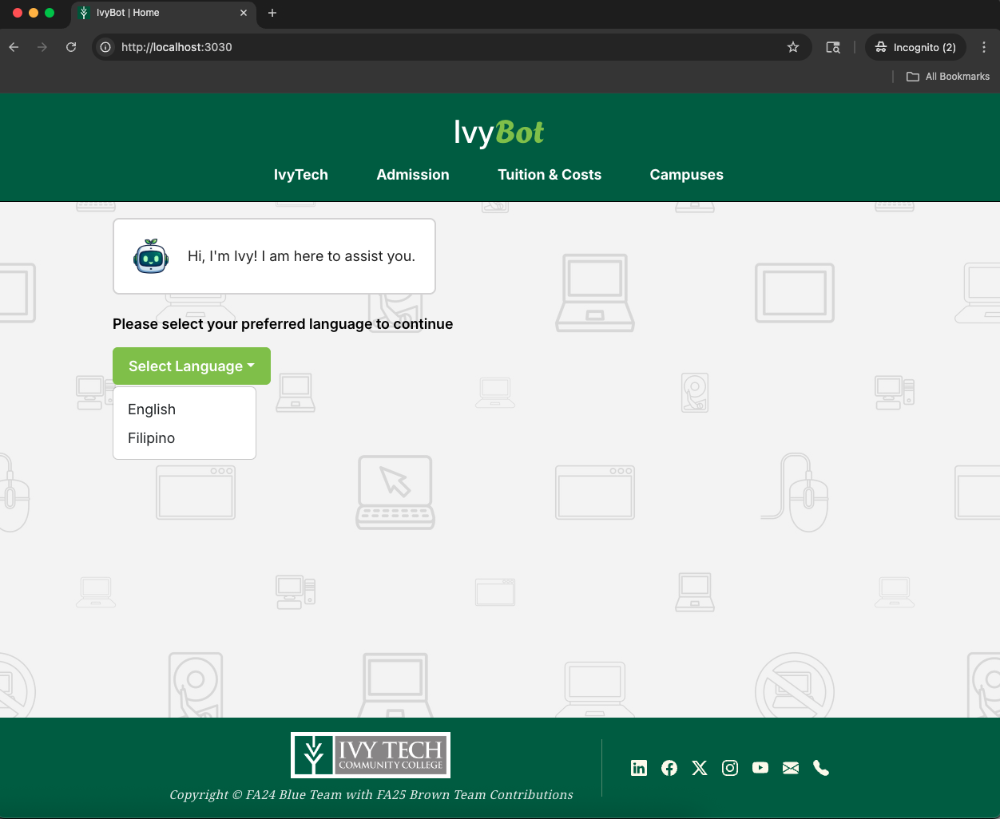 IvyBot | Home
http://localhost:3030
Incognito (2)
All Bookmarks
IvyBot
IvyTech Admission Tuition & Costs Campuses
Hi, I'm Ivy! I am here to assist you.
Please select your preferred language to continue
Select Language
English
Filipino
IVY TECH
COMMUNITY COLLEGE
Copyright © FA24 Blue Team with FA25 Brown Team Contributions